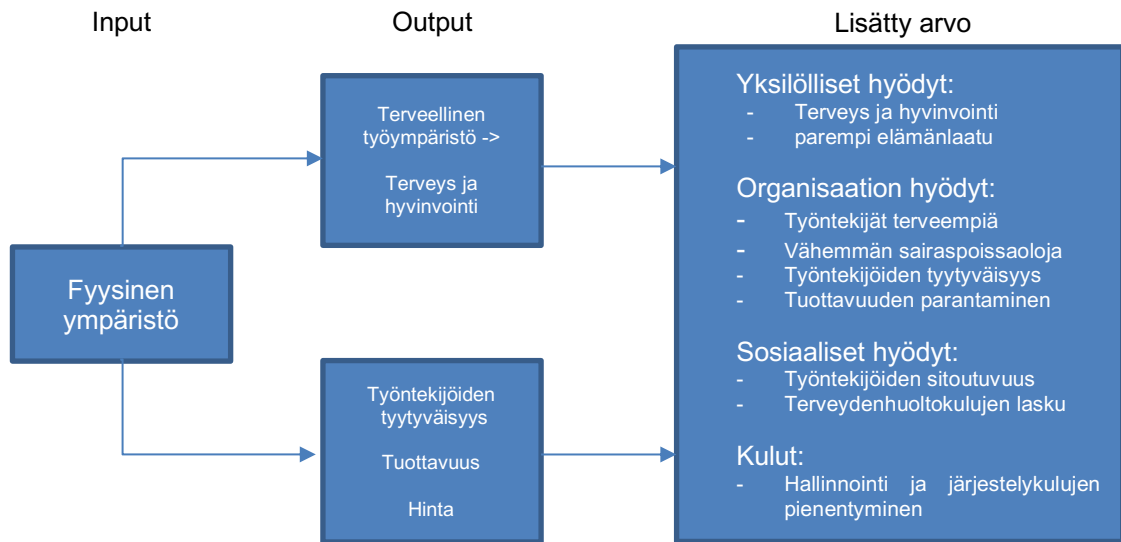 Input
Output
Lisätty arvo
Fyysinen
ympäristö
Terveellinen
työympäristö ->
Terveys ja
hyvinvointi
Työntekijöiden
tyytyväisyys
Tuottavuus
Hinta
Yksilölliset hyödyt:
- Terveys ja hyvinvointi
- parempi elämänlaatu
Organisaation hyödyt:
- Työntekijät terveempiä
- Vähemmän sairaspoissaoloja
- Työntekijöiden tyytyväisyys
- Tuottavuuden parantaminen
Sosiaaliset hyödyt:
- Työntekijöiden sitoutuvuus
- Terveydenhuoltokulujen lasku
Kulut:
- Hallinnointi ja järjestelykulujen
pienentyminen